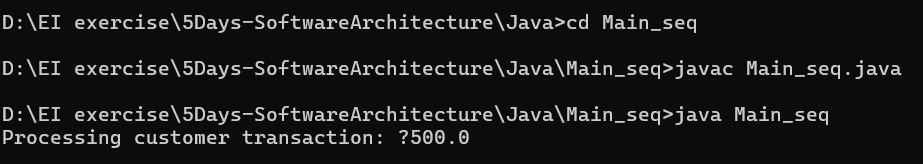 D:\EI exercise\5Days-SoftwareArchitecture\Java>cd Main_seq
D:\EI exercise\5Days-SoftwareArchitecture\Java\Main_seq>javac Main_seq.java
D:\EI exercise\5Days-SoftwareArchitecture\Java\Main_seq>java Main_seq
Processing customer transaction: ?500.0